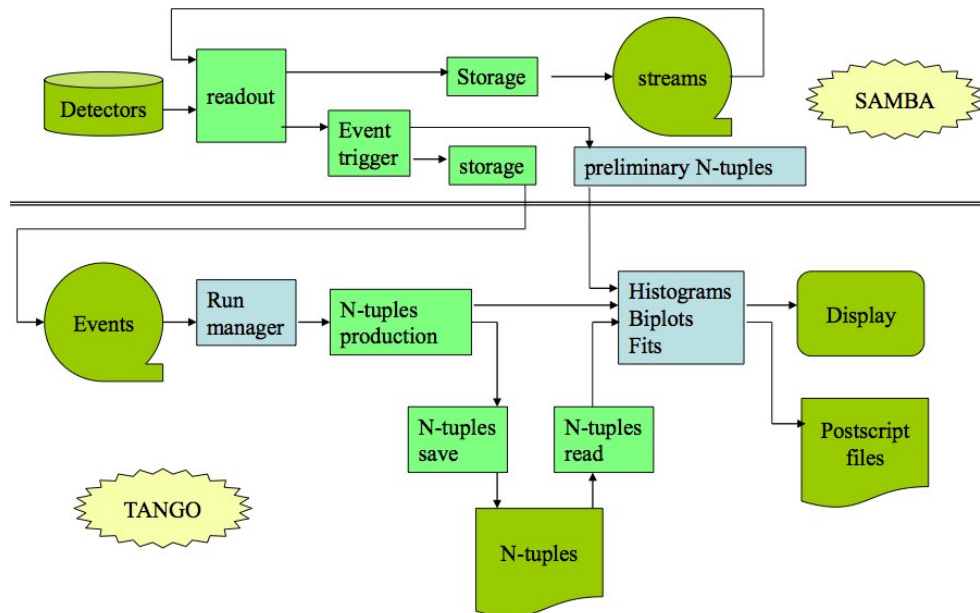 Detectors
readout
Storage
streams
SAMBA
Event
trigger
storage
preliminary N-tuples
Events
Run
manager
N-tuples
production
Histograms
Biplots
Fits
Display
N-tuples
save
N-tuples
read
Postscript
files
TANGO
N-tuples